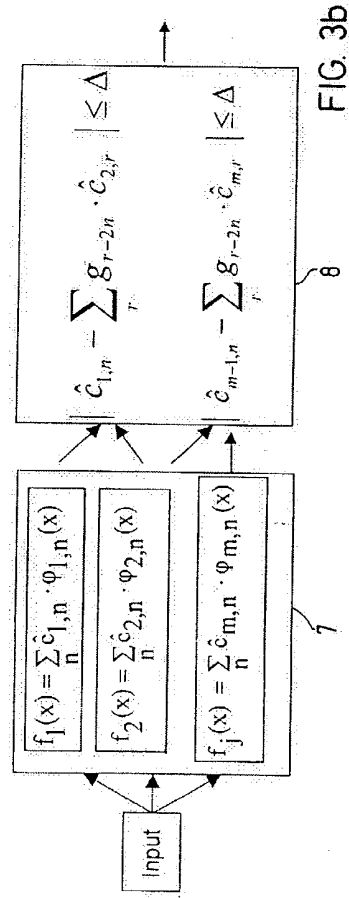 Input
f₁(x) = ∑ₙ ĉ₁,ₙ · φ₁,ₙ(x)
f₂(x) = ∑ₙ ĉ₂,ₙ · φ₂,ₙ(x)
fⱼ(x) = ∑ₙ ĉₘ,ₙ · φₘ,ₙ(x)
7
| ĉ₁,ₙ − ∑ᵣ gᵣ₋₂ₙ · ĉ₂,ᵣ | ≤ Δ
| ĉₘ₋₁,ₙ − ∑ᵣ gᵣ₋₂ₙ · ĉₘ,ᵣ | ≤ Δ
8
FIG. 3b